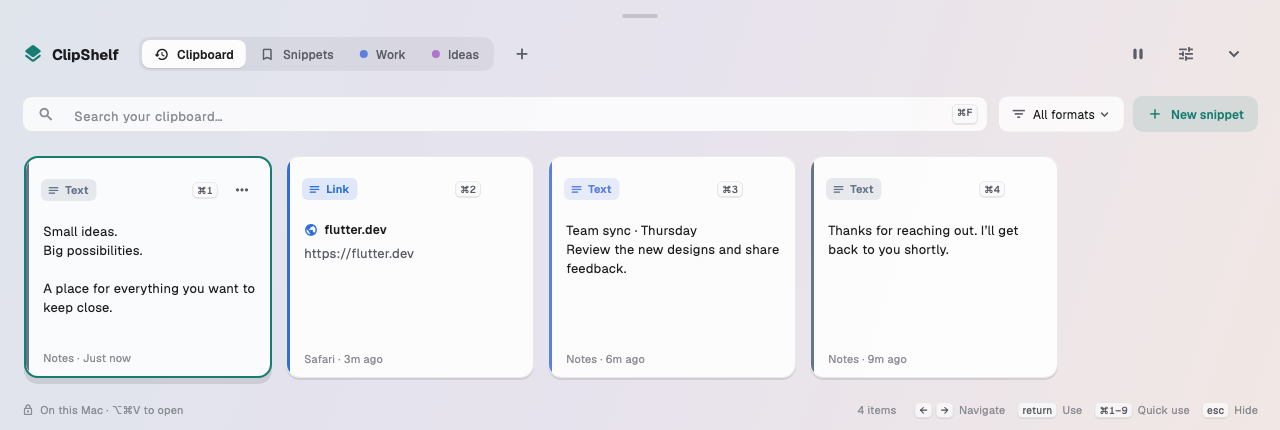 ClipShelf
Clipboard
Snippets
Work
Ideas
Search your clipboard...
⌘F
All formats
New snippet
Text
⌘1
Small ideas.
Big possibilities.
A place for everything you want to
keep close.
Notes · Just now
Link
⌘2
flutter.dev
https://flutter.dev
Safari · 3m ago
Text
⌘3
Team sync · Thursday
Review the new designs and share
feedback.
Notes · 6m ago
Text
⌘4
Thanks for reaching out. I'll get
back to you shortly.
Notes · 9m ago
On this Mac · ⌥⌘V to open
4 items
← → Navigate
return Use
⌘1–9 Quick use
esc Hide